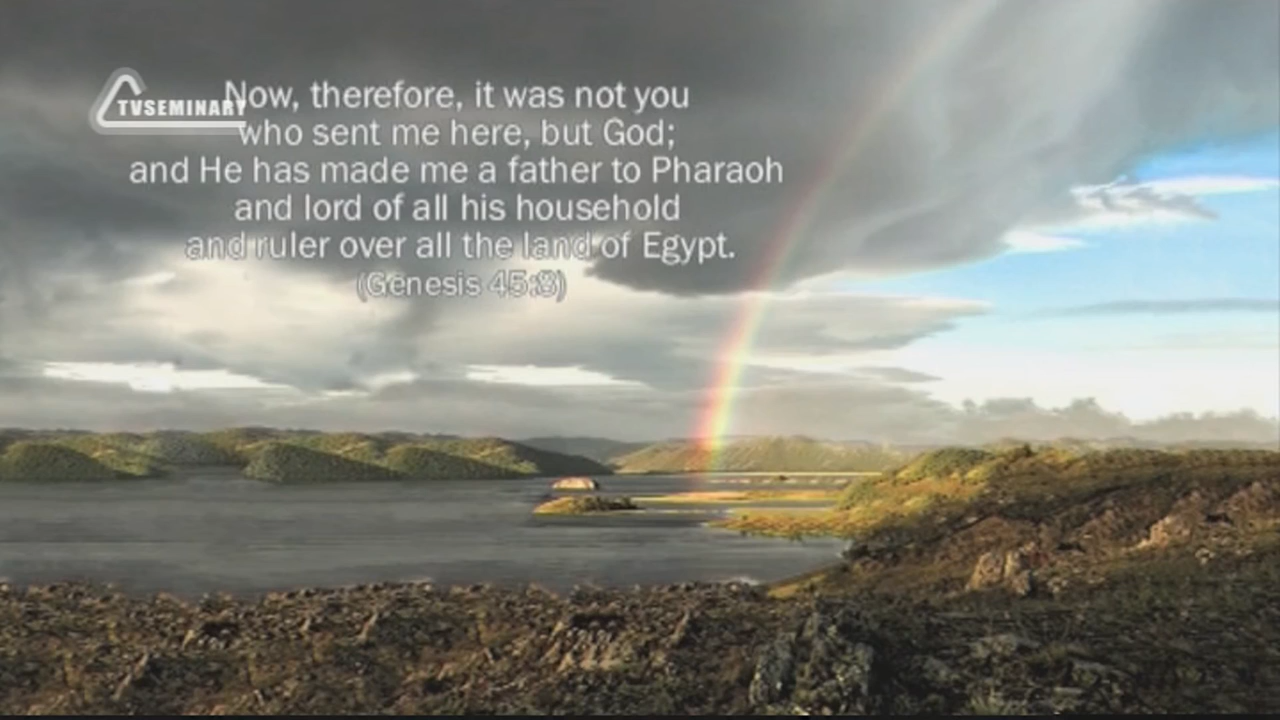 TVSEMINARY
Now, therefore, it was not you
who sent me here, but God;
and He has made me a father to Pharaoh
and lord of all his household
and ruler over all the land of Egypt.
(Genesis 45:8)